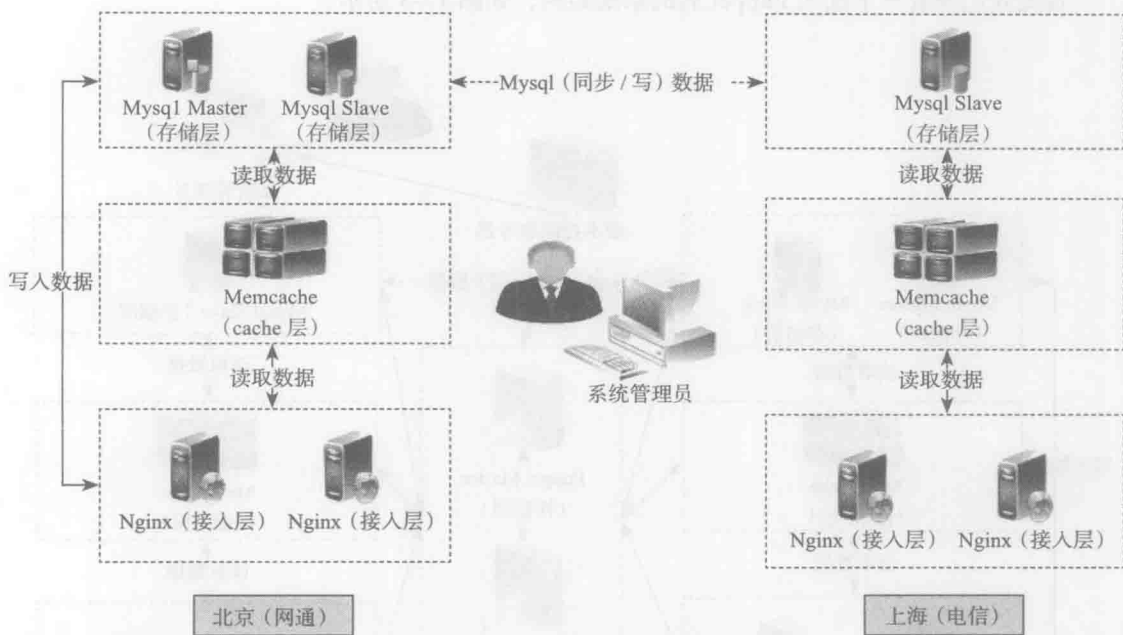 Mysq1 Master
(存储层)
Mysql Slave
(存储层)
Mysql（同步 / 写）数据
Mysql Slave
(存储层)
读取数据
读取数据
写入数据
Memcache
（cache 层）
Memcache
（cache 层）
读取数据
读取数据
系统管理员
Nginx（接入层）
Nginx（接入层）
Nginx（接入层）
Nginx（接入层）
北京（网通）
上海（电信）